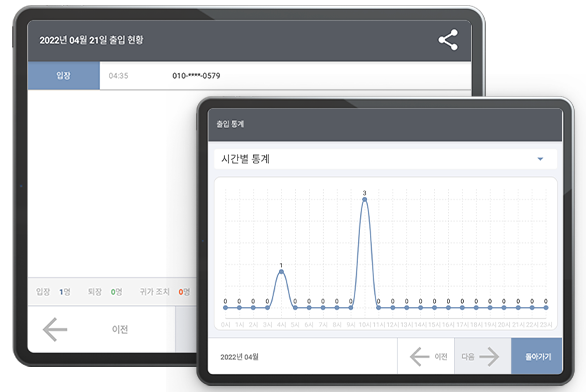 2022년 04월 21일 출입 현황
입장 04:35 010-****-0579
입장 1명 퇴장 0명 귀가 조치 0명
이전
출입 통계
시간별 통계
3
1
0 0 0 0 0 0 0 0 0 0 0 0 0 0 0 0 0 0 0 0 0 0
0시 1시 2시 3시 4시 5시 6시 7시 8시 9시 10시 11시 12시 13시 14시 15시 16시 17시 18시 19시 20시 21시 22시 23시
2022년 04월 이전 다음 돌아가기